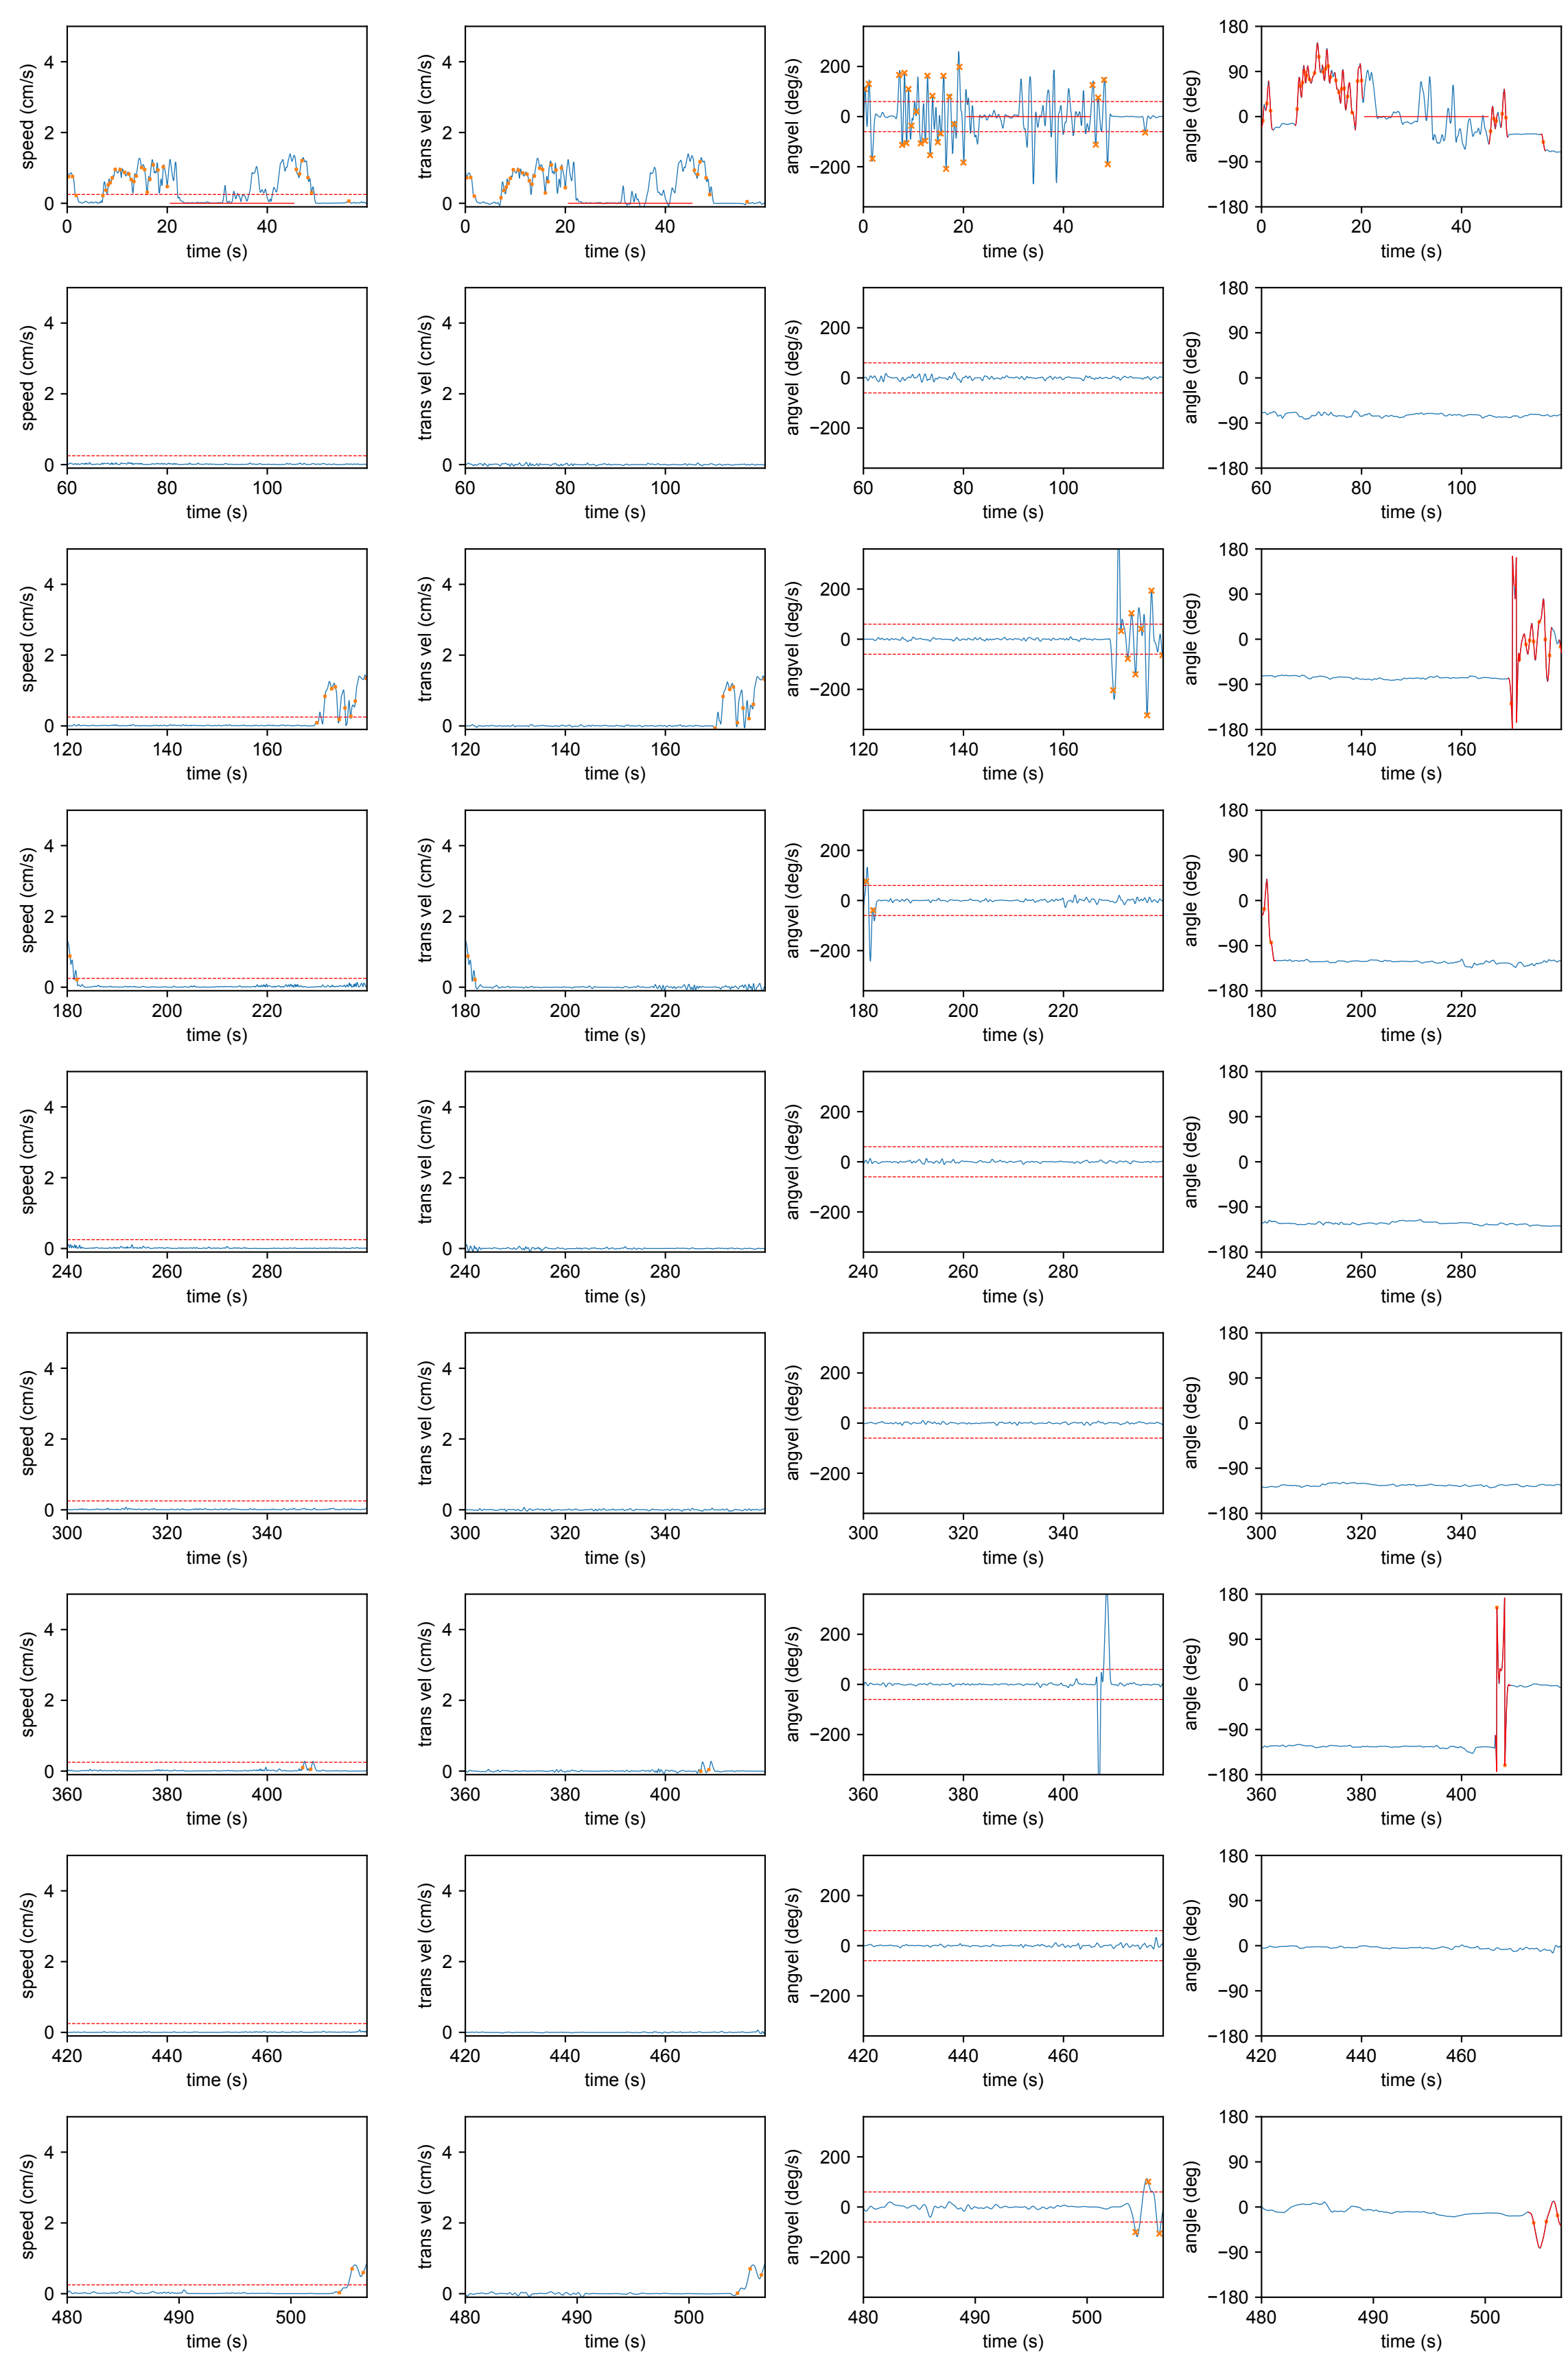 speed (cm/s)
4
2
0
0 20 40
time (s)
trans vel (cm/s)
4
2
0
0 20 40
time (s)
angvel (deg/s)
200
0
−200
0 20 40
time (s)
angle (deg)
180
90
0
−90
−180
0 20 40
time (s)
speed (cm/s)
4
2
0
60 80 100
time (s)
trans vel (cm/s)
4
2
0
60 80 100
time (s)
angvel (deg/s)
200
0
−200
60 80 100
time (s)
angle (deg)
180
90
0
−90
−180
60 80 100
time (s)
speed (cm/s)
4
2
0
120 140 160
time (s)
trans vel (cm/s)
4
2
0
120 140 160
time (s)
angvel (deg/s)
200
0
−200
120 140 160
time (s)
angle (deg)
180
90
0
−90
−180
120 140 160
time (s)
speed (cm/s)
4
2
0
180 200 220
time (s)
trans vel (cm/s)
4
2
0
180 200 220
time (s)
angvel (deg/s)
200
0
−200
180 200 220
time (s)
angle (deg)
180
90
0
−90
−180
180 200 220
time (s)
speed (cm/s)
4
2
0
240 260 280
time (s)
trans vel (cm/s)
4
2
0
240 260 280
time (s)
angvel (deg/s)
200
0
−200
240 260 280
time (s)
angle (deg)
180
90
0
−90
−180
240 260 280
time (s)
speed (cm/s)
4
2
0
300 320 340
time (s)
trans vel (cm/s)
4
2
0
300 320 340
time (s)
angvel (deg/s)
200
0
−200
300 320 340
time (s)
angle (deg)
180
90
0
−90
−180
300 320 340
time (s)
speed (cm/s)
4
2
0
360 380 400
time (s)
trans vel (cm/s)
4
2
0
360 380 400
time (s)
angvel (deg/s)
200
0
−200
360 380 400
time (s)
angle (deg)
180
90
0
−90
−180
360 380 400
time (s)
speed (cm/s)
4
2
0
420 440 460
time (s)
trans vel (cm/s)
4
2
0
420 440 460
time (s)
angvel (deg/s)
200
0
−200
420 440 460
time (s)
angle (deg)
180
90
0
−90
−180
420 440 460
time (s)
speed (cm/s)
4
2
0
480 490 500
time (s)
trans vel (cm/s)
4
2
0
480 490 500
time (s)
angvel (deg/s)
200
0
−200
480 490 500
time (s)
angle (deg)
180
90
0
−90
−180
480 490 500
time (s)